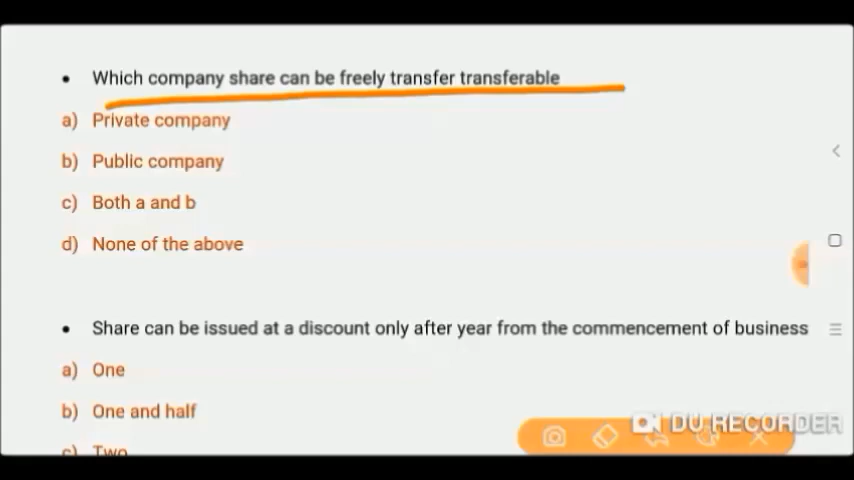 • Which company share can be freely transfer transferable
a) Private company
b) Public company
c) Both a and b
d) None of the above
• Share can be issued at a discount only after year from the commencement of business
a) One
b) One and half
c) Two
DU RECORDER